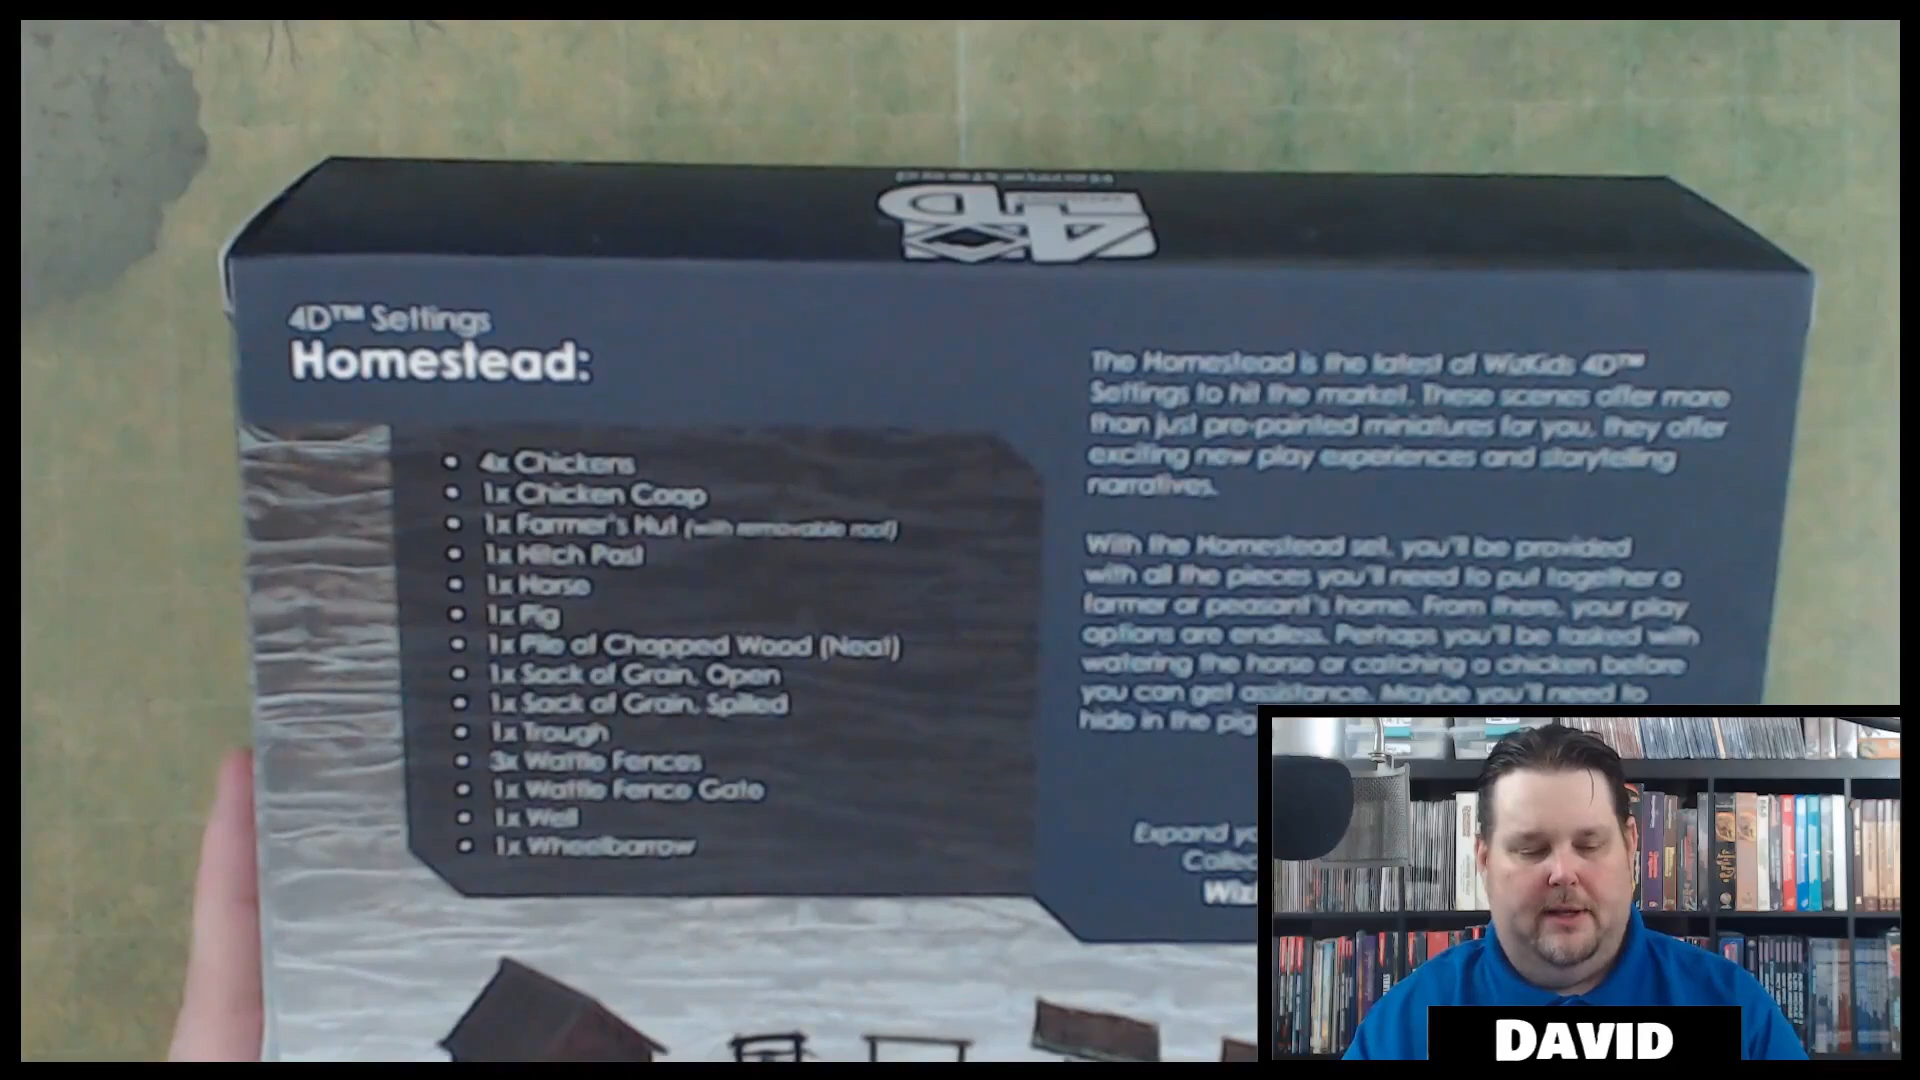 4D
4D™ Settings
Homestead:
• 4x Chickens
• 1x Chicken Coop
• 1x Farmer's Hut (with removable roof)
• 1x Hitch Post
• 1x Horse
• 1x Pig
• 1x Pile of Chopped Wood (Neat)
• 1x Sack of Grain, Open
• 1x Sack of Grain, Spilled
• 1x Trough
• 3x Wattle Fences
• 1x Wattle Fence Gate
• 1x Well
• 1x Wheelbarrow
The Homestead is the latest of WizKids 4D™
Settings to hit the market. These scenes offer more
than just pre-painted miniatures for you, they offer
exciting new play experiences and storytelling
narratives.
With the Homestead set, you'll be provided
with all the pieces you'll need to put together a
farmer or peasant's home. From there, your play
options are endless. Perhaps you'll be tasked with
watering the horse or catching a chicken before
you can get assistance. Maybe you'll need to
hide in the pig
Expand
DAVID